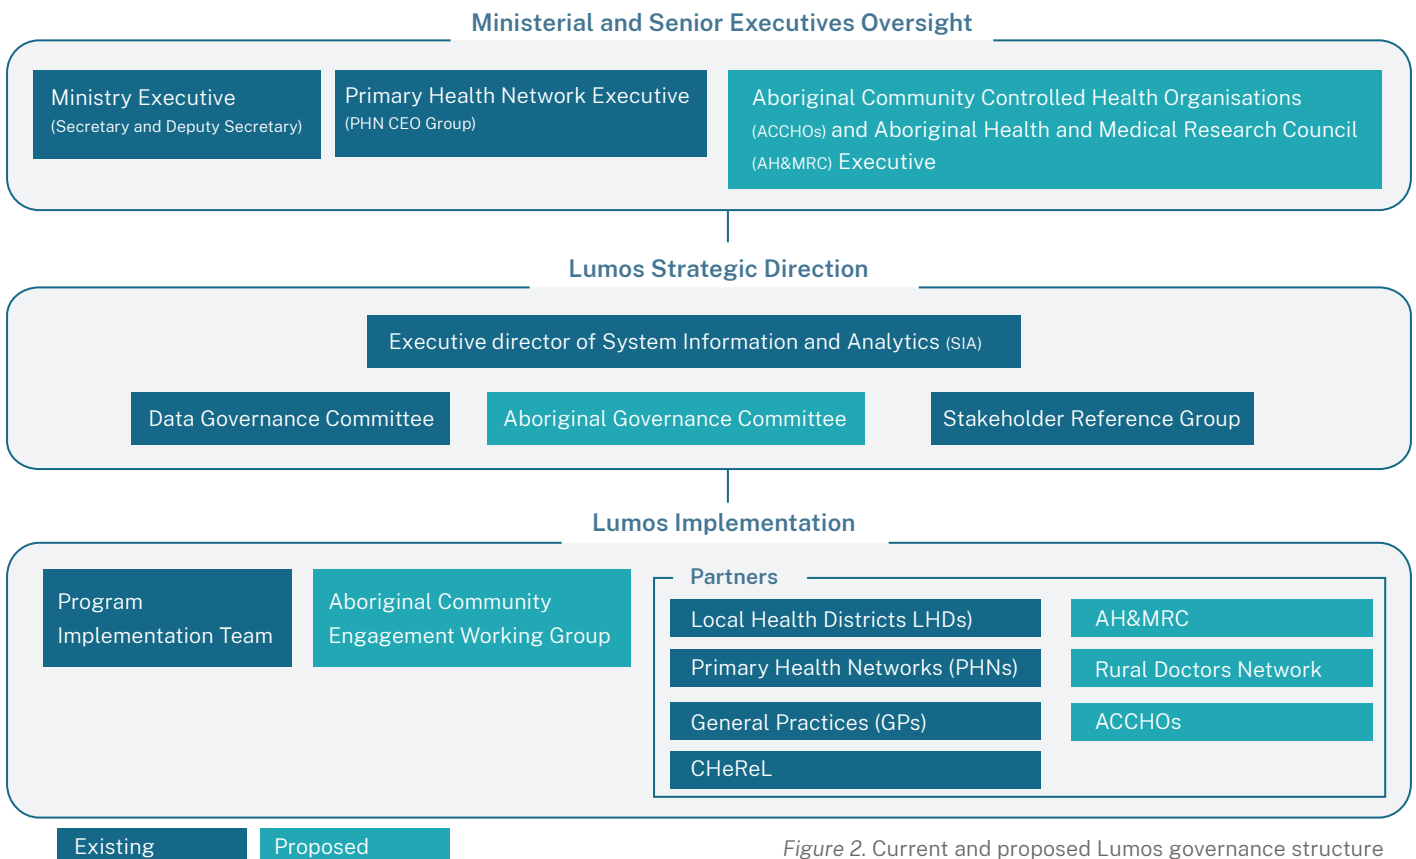 Ministerial and Senior Executives Oversight
Ministry Executive
(Secretary and Deputy Secretary)
Primary Health Network Executive
(PHN CEO Group)
Aboriginal Community Controlled Health Organisations
(ACCHOs) and Aboriginal Health and Medical Research Council
(AH&MRC) Executive
Lumos Strategic Direction
Executive director of System Information and Analytics (SIA)
Data Governance Committee
Aboriginal Governance Committee
Stakeholder Reference Group
Lumos Implementation
Program
Implementation Team
Aboriginal Community
Engagement Working Group
Partners
Local Health Districts LHDs)
Primary Health Networks (PHNs)
General Practices (GPs)
CHeReL
AH&MRC
Rural Doctors Network
ACCHOs
Existing
Proposed
Figure 2. Current and proposed Lumos governance structure